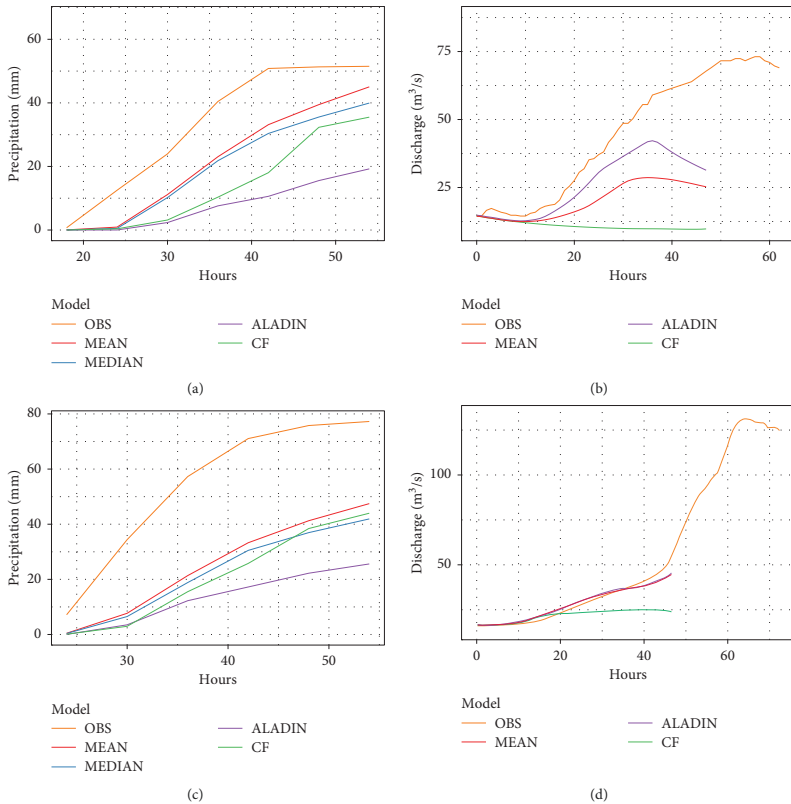 60
40
20
0
Precipitation (mm)
20
30
40
50
Hours
Model
OBS
MEAN
MEDIAN
ALADIN
CF
(a)
75
50
25
Discharge (m³/s)
0
20
40
60
Hours
Model
OBS
MEAN
ALADIN
CF
(b)
80
60
40
20
0
Precipitation (mm)
30
40
50
Hours
Model
OBS
MEAN
MEDIAN
ALADIN
CF
(c)
100
50
Discharge (m³/s)
0
20
40
60
Hours
Model
OBS
MEAN
ALADIN
CF
(d)